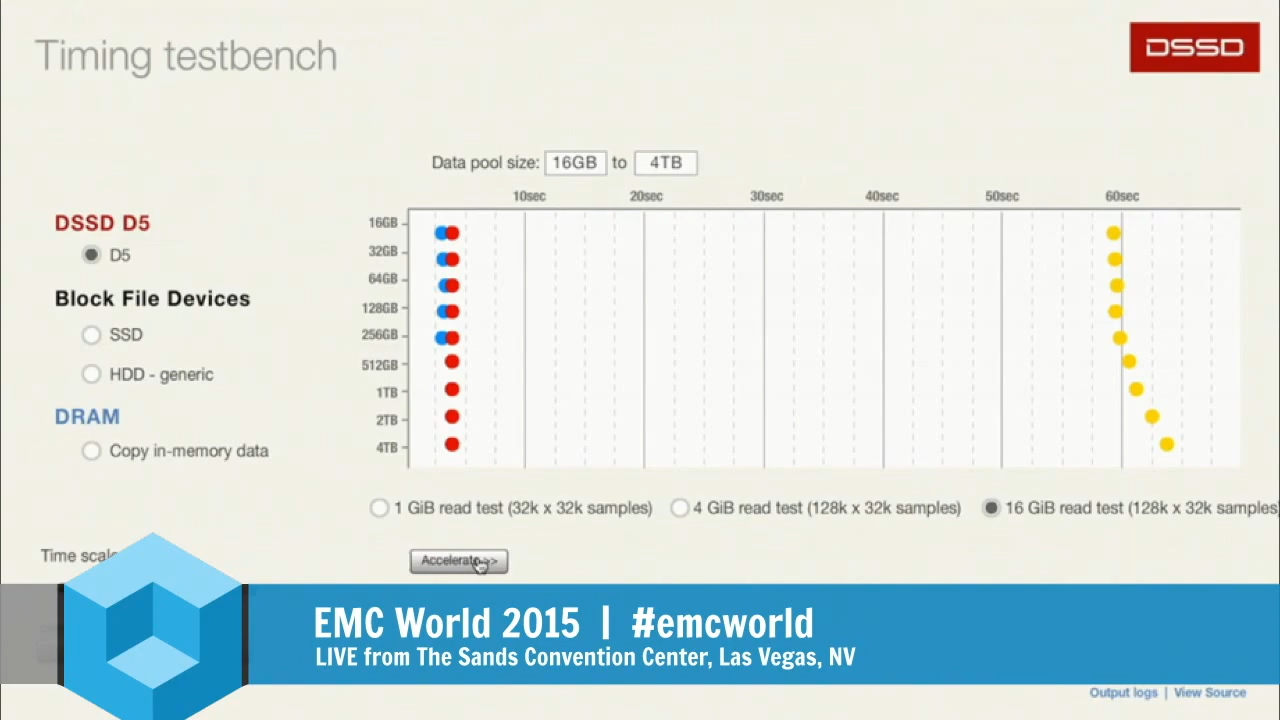 Timing testbench
DSSD
Data pool size: 16GB to 4TB
10sec 20sec 30sec 40sec 50sec 60sec
DSSD D5
D5
Block File Devices
SSD
HDD - generic
DRAM
Copy in-memory data
16GB
32GB
64GB
128GB
256GB
512GB
1TB
2TB
4TB
1 GiB read test (32k x 32k samples) 4 GiB read test (128k x 32k samples) 16 GiB read test (128k x 32k samples
Time scale
Accelerate>>
EMC World 2015 | #emcworld
LIVE from The Sands Convention Center, Las Vegas, NV
Output logs | View Source